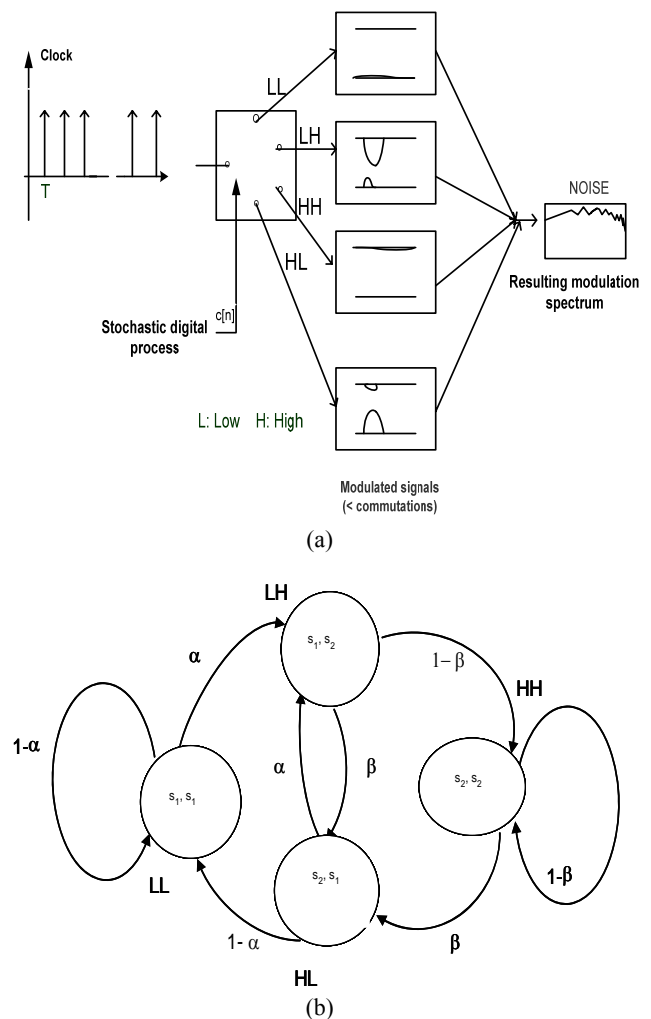 Clock
T
LL
LH
HH
HL
NOISE
Resulting modulation
spectrum
Stochastic digital
process
c[n]
L: Low H: High
Modulated signals
(< commutations)
(a)
LH
s1, s2
α
1− β
HH
1-α
α
β
s2, s2
s1, s1
LL
s2, s1
1-β
1- α
β
HL
(b)